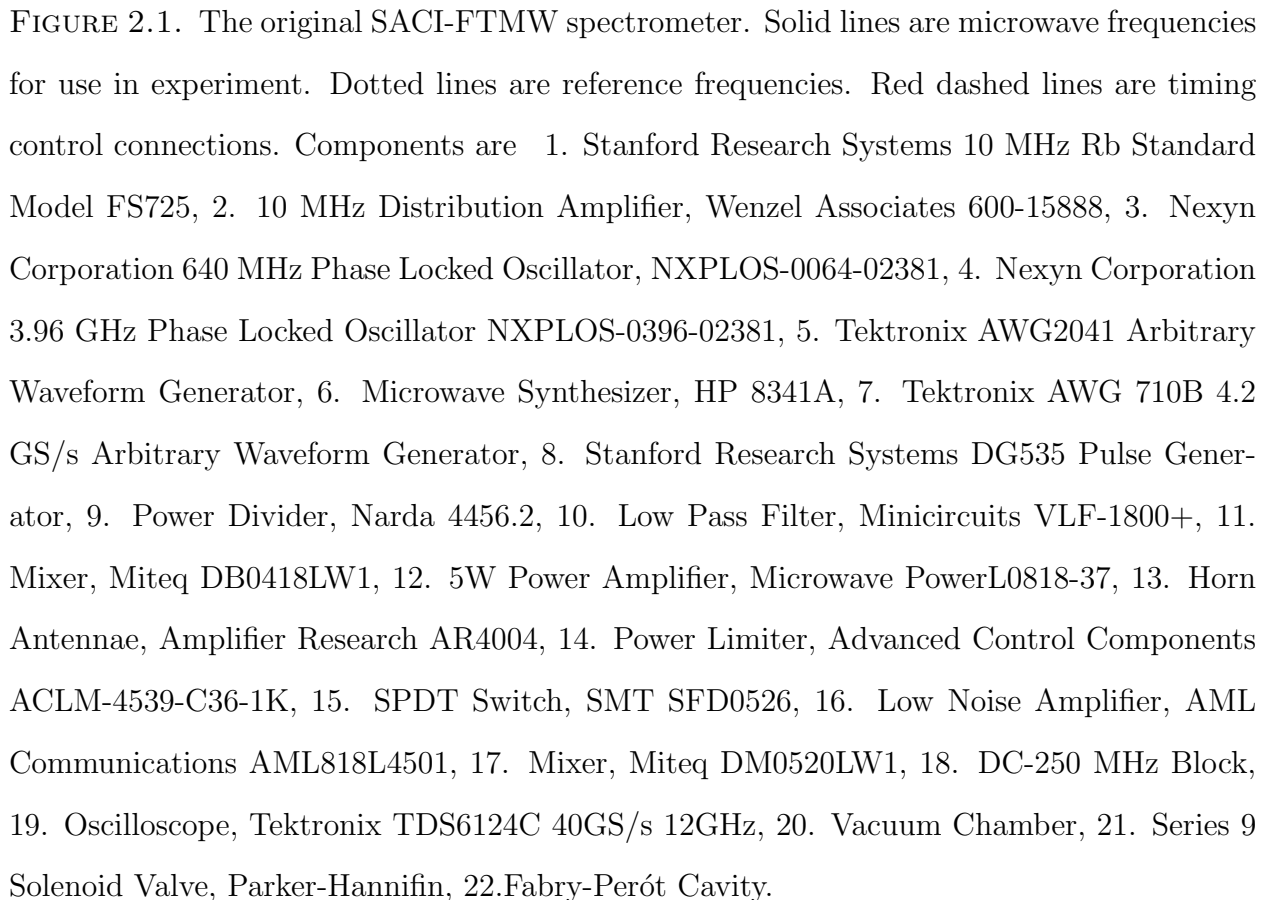 FIGURE 2.1. The original SACI-FTMW spectrometer. Solid lines are microwave frequencies
for use in experiment. Dotted lines are reference frequencies. Red dashed lines are timing
control connections. Components are 1. Stanford Research Systems 10 MHz Rb Standard
Model FS725, 2. 10 MHz Distribution Amplifier, Wenzel Associates 600-15888, 3. Nexyn
Corporation 640 MHz Phase Locked Oscillator, NXPLOS-0064-02381, 4. Nexyn Corporation
3.96 GHz Phase Locked Oscillator NXPLOS-0396-02381, 5. Tektronix AWG2041 Arbitrary
Waveform Generator, 6. Microwave Synthesizer, HP 8341A, 7. Tektronix AWG 710B 4.2
GS/s Arbitrary Waveform Generator, 8. Stanford Research Systems DG535 Pulse Gener-
ator, 9. Power Divider, Narda 4456.2, 10. Low Pass Filter, Minicircuits VLF-1800+, 11.
Mixer, Miteq DB0418LW1, 12. 5W Power Amplifier, Microwave PowerL0818-37, 13. Horn
Antennae, Amplifier Research AR4004, 14. Power Limiter, Advanced Control Components
ACLM-4539-C36-1K, 15. SPDT Switch, SMT SFD0526, 16. Low Noise Amplifier, AML
Communications AML818L4501, 17. Mixer, Miteq DM0520LW1, 18. DC-250 MHz Block,
19. Oscilloscope, Tektronix TDS6124C 40GS/s 12GHz, 20. Vacuum Chamber, 21. Series 9
Solenoid Valve, Parker-Hannifin, 22.Fabry-Perót Cavity.